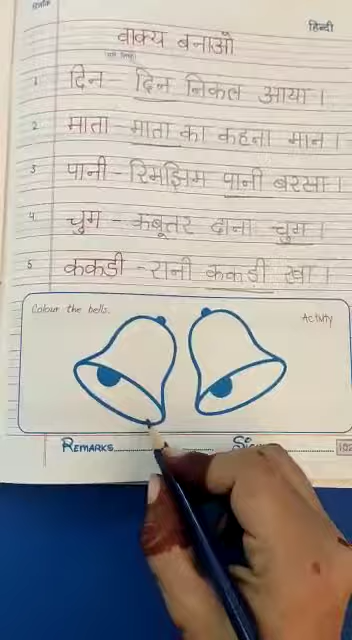 दिनाँक
हिन्दी
वाक्य बनाओ
1 दिन - दिन निकल आया।
2 माता - माता का कहना मान।
3 पानी - रिमझिम पानी बरसा।
4 चुग - कबूतर दाना चुग।
5 ककडी - रानी ककडी खा।
Colour the bells.
Activity
REMARKS
102